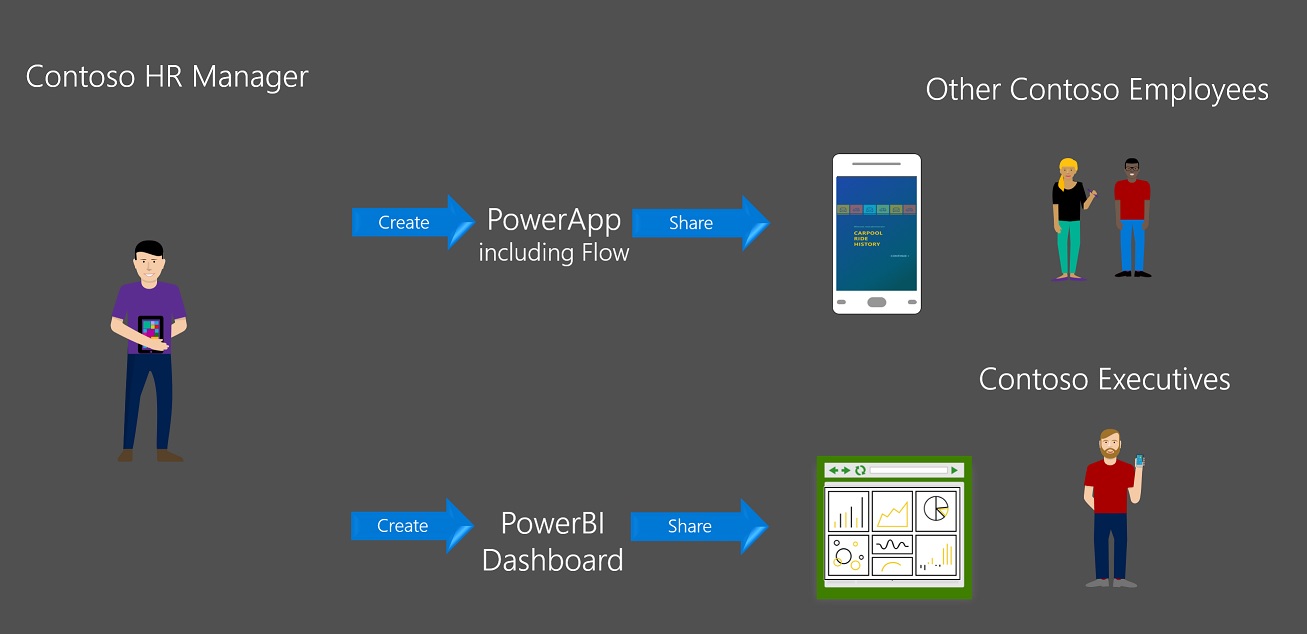 Contoso HR Manager
Other Contoso Employees
Create
PowerApp
including Flow
Share
CARPOOL
RIDE
HISTORY
Contoso Executives
Create
PowerBI
Dashboard
Share